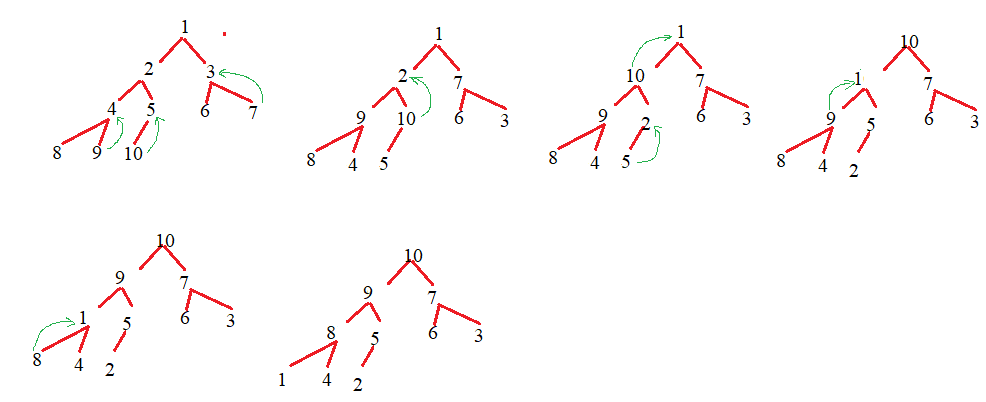 1 1 1 10
2 3 2 7 10 7 1 7
4 5 6 7 9 10 6 3 9 2 6 3 9 5 6 3
8 9 10 8 4 5 8 4 5 8 4 2
10 10
9 7 9 7
1 5 6 3 8 5 6 3
8 4 2 1 4 2